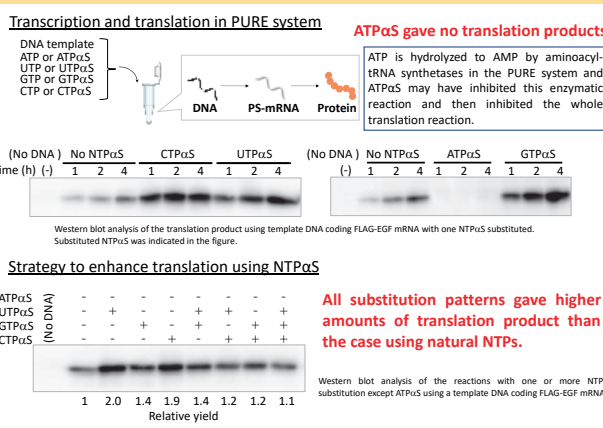 Transcription and translation in PURE system
ATPαS gave no translation products
DNA template
ATP or ATPαS
UTP or UTPαS
GTP or GTPαS
CTP or CTPαS
DNA PS-mRNA Protein
ATP is hydrolyzed to AMP by aminoacyl-
tRNA synthetases in the PURE system and
ATPαS may have inhibited this enzymatic
reaction and then inhibited the whole
translation reaction.
(No DNA ) No NTPαS CTPαS UTPαS
ime (h) (-) 1 2 4 1 2 4 1 2 4
(No DNA ) No NTPαS ATPαS GTPαS
(-) 1 2 4 1 2 4 1 2 4
Western blot analysis of the translation product using template DNA coding FLAG-EGF mRNA with one NTPαS substituted.
Substituted NTPαS was indicated in the figure.
Strategy to enhance translation using NTPαS
(No DNA)
ATPαS - - - - - - - -
UTPαS - + - - + + - +
GTPαS - - + - + - + +
CTPαS - - - + - + + +
1 2.0 1.4 1.9 1.4 1.2 1.2 1.1
Relative yield
All substitution patterns gave higher
amounts of translation product than
the case using natural NTPs.
Western blot analysis of the reactions with one or more NTP
substitution except ATPαS using a template DNA coding FLAG-EGF mRNA